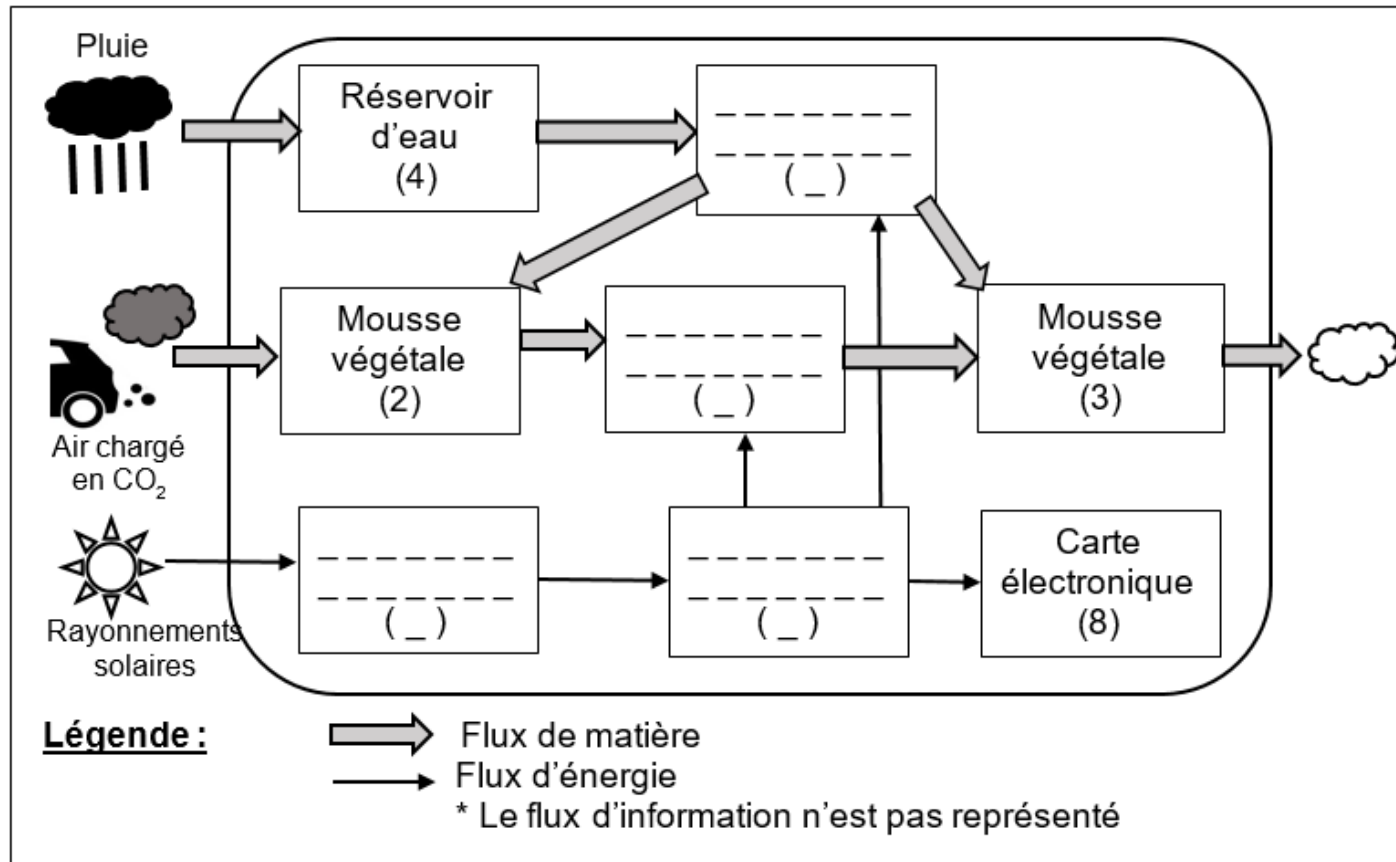 Pluie
Réservoir
d'eau
(4)
_ _ _ _ _ _ _
_ _ _ _ _ _ _
( _ )
Mousse
végétale
(2)
_ _ _ _ _ _ _
_ _ _ _ _ _ _
( _ )
Mousse
végétale
(3)
Air chargé
en CO₂
_ _ _ _ _ _ _
_ _ _ _ _ _ _
( _ )
_ _ _ _ _ _ _
_ _ _ _ _ _ _
( _ )
Carte
électronique
(8)
Rayonnements
solaires
Légende :
Flux de matière
Flux d'énergie
* Le flux d'information n'est pas représenté